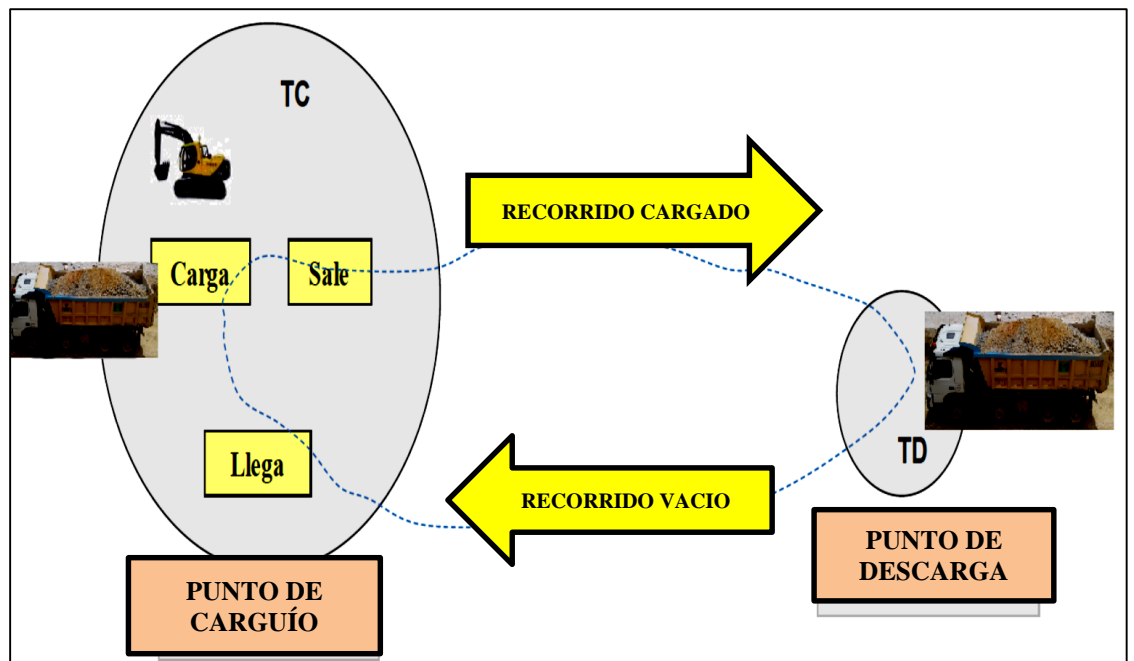 TC
Carga
Sale
Llega
PUNTO DE
CARGUÍO
RECORRIDO CARGADO
RECORRIDO VACIO
TD
PUNTO DE
DESCARGA